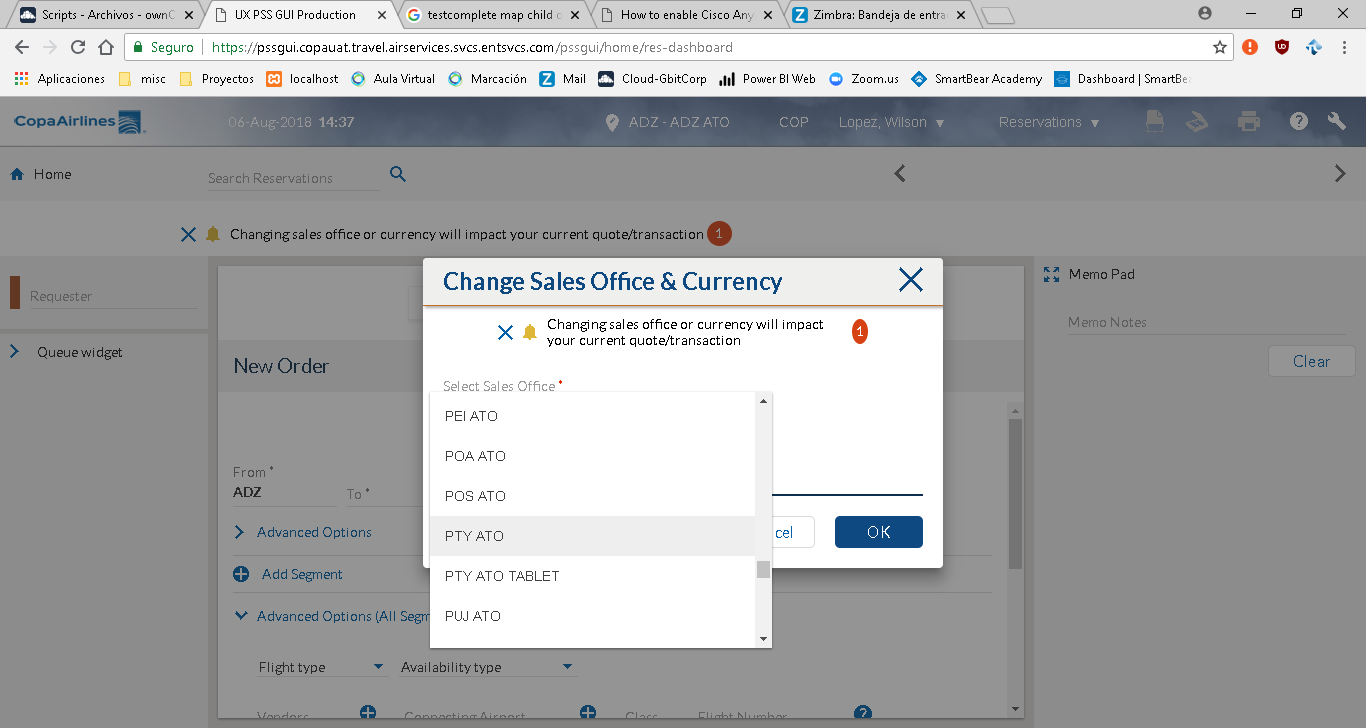 Scripts - Archivos - ownC
UX PSS GUI Production
testcomplete map child o
How to enable Cisco Any
Zimbra: Bandeja de entra
Seguro
https://pssgui.copauat.travel.airservices.svcs.entsvcs.com/pssgui/home/res-dashboard
Aplicaciones misc Proyectos localhost Aula Virtual Marcación Mail Cloud-GbitCorp Power BI Web Zoom.us SmartBear Academy Dashboard | SmartBe
CopaAirlines 06-Aug-2018 14:37 ADZ - ADZ ATO COP Lopez, Wilson Reservations
Home Search Reservations
Changing sales office or currency will impact your current quote/transaction 1
Requester
Queue widget
New Order
From *
ADZ
To *
Advanced Options
Add Segment
Advanced Options (All Segm
Flight type Availability type
Vendors Connecting Airport Class Flight Number
Change Sales Office & Currency
Changing sales office or currency will impact
your current quote/transaction
1
Select Sales Office *
PEI ATO
POA ATO
POS ATO
PTY ATO
PTY ATO TABLET
PUJ ATO
cel OK
Memo Pad
Memo Notes
Clear